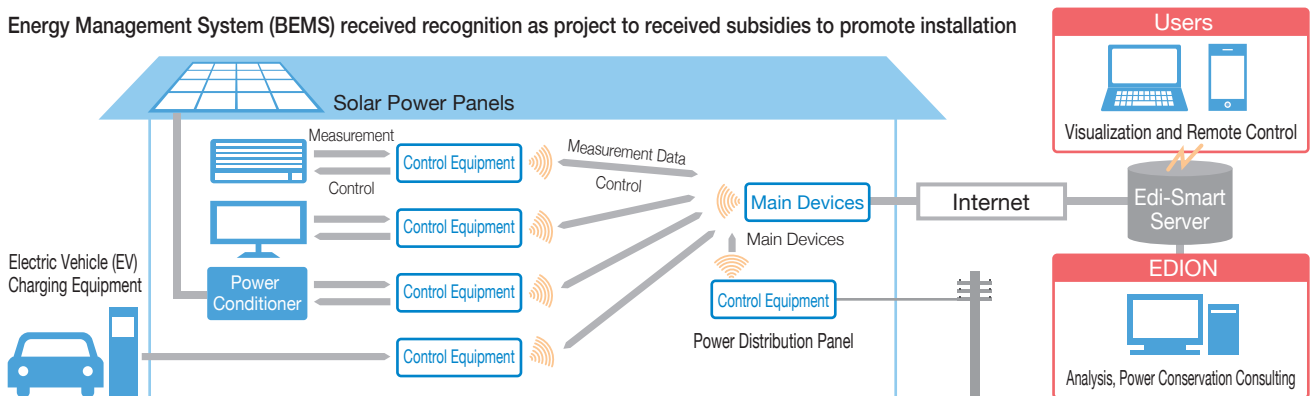 Energy Management System (BEMS) received recognition as project to received subsidies to promote installation
Users
Visualization and Remote Control
Solar Power Panels
Measurement
Control
Control Equipment
Measurement Data
Control
Control Equipment
Main Devices
Internet
Edi-Smart
Server
Main Devices
Electric Vehicle (EV)
Charging Equipment
Power
Conditioner
Control Equipment
Control Equipment
Power Distribution Panel
Control Equipment
EDION
Analysis, Power Conservation Consulting